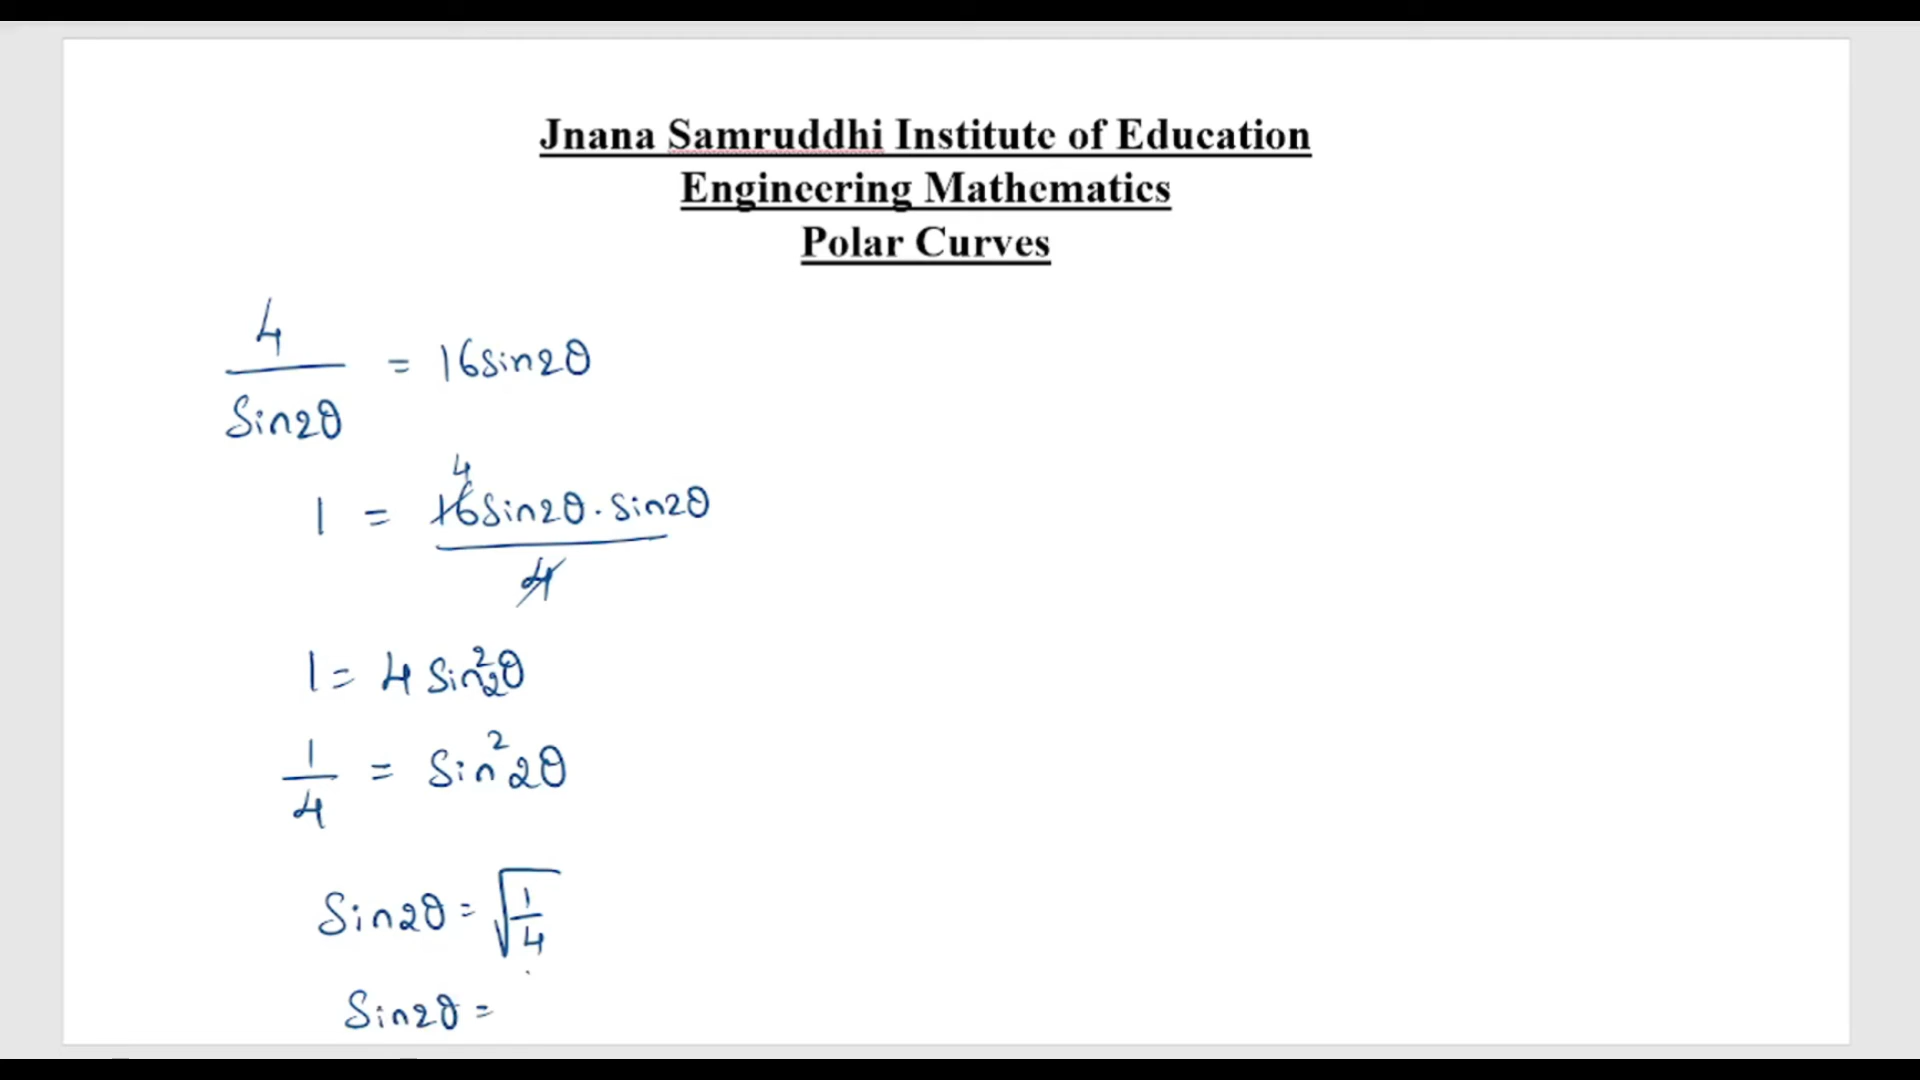 Jnana Samruddhi Institute of Education
Engineering Mathematics
Polar Curves
4
―― = 16sin2θ
Sin2θ
4
1 = 16sin2θ . sin2θ
4
1 = 4 Sin²2θ
1/4 = Sin²2θ
Sin2θ = √1/4
Sin2θ =